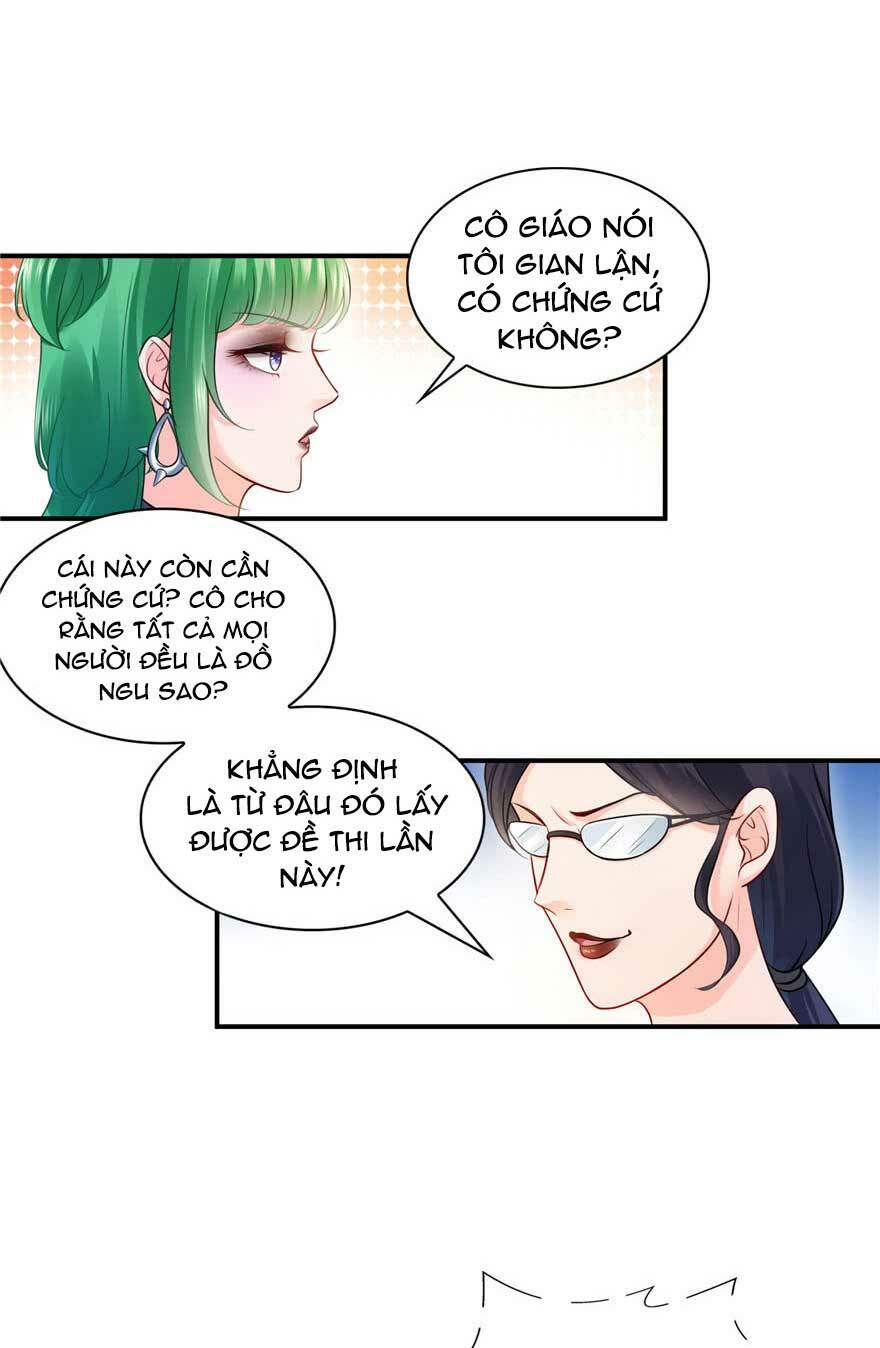 CÔ GIÁO NÓI
TÔI GIAN LẬN,
CÓ CHỨNG CỨ
KHÔNG?
CÁI NÀY CÒN CẦN
CHỨNG CỨ? CÔ CHO
RẰNG TẤT CẢ MỌI
NGƯỜI ĐỀU LÀ ĐỒ
NGU SAO?
KHẲNG ĐỊNH
LÀ TỪ ĐÂU ĐÓ LẤY
ĐƯỢC ĐỀ THI LẦN
NÀY!